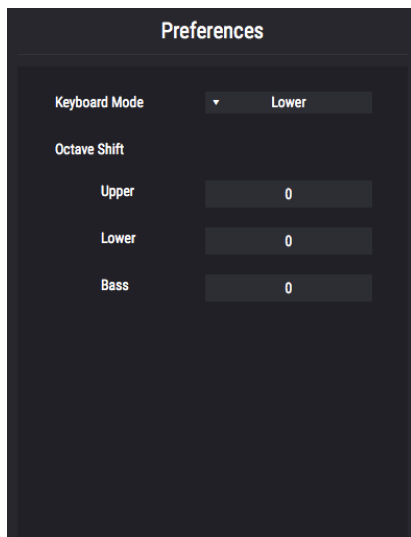 Preferences
Keyboard Mode Lower
Octave Shift
Upper 0
Lower 0
Bass 0